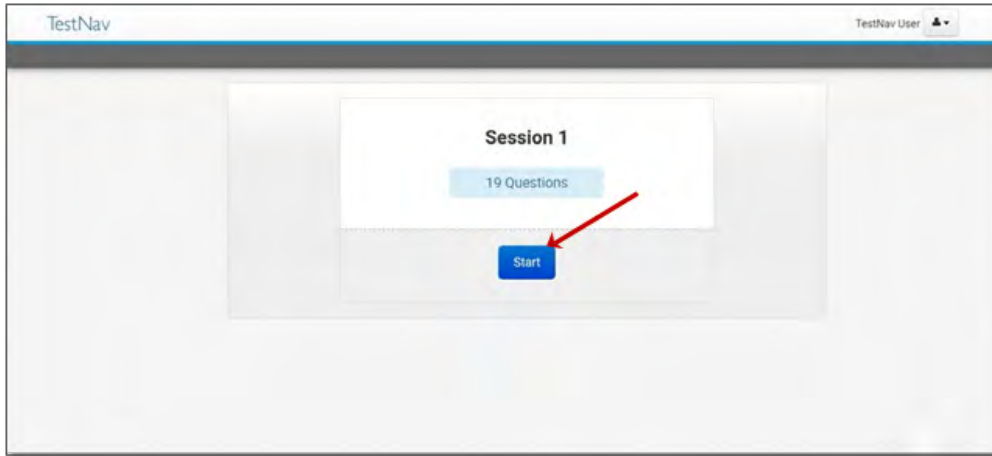 TestNav
TestNav User
Session 1
19 Questions
Start